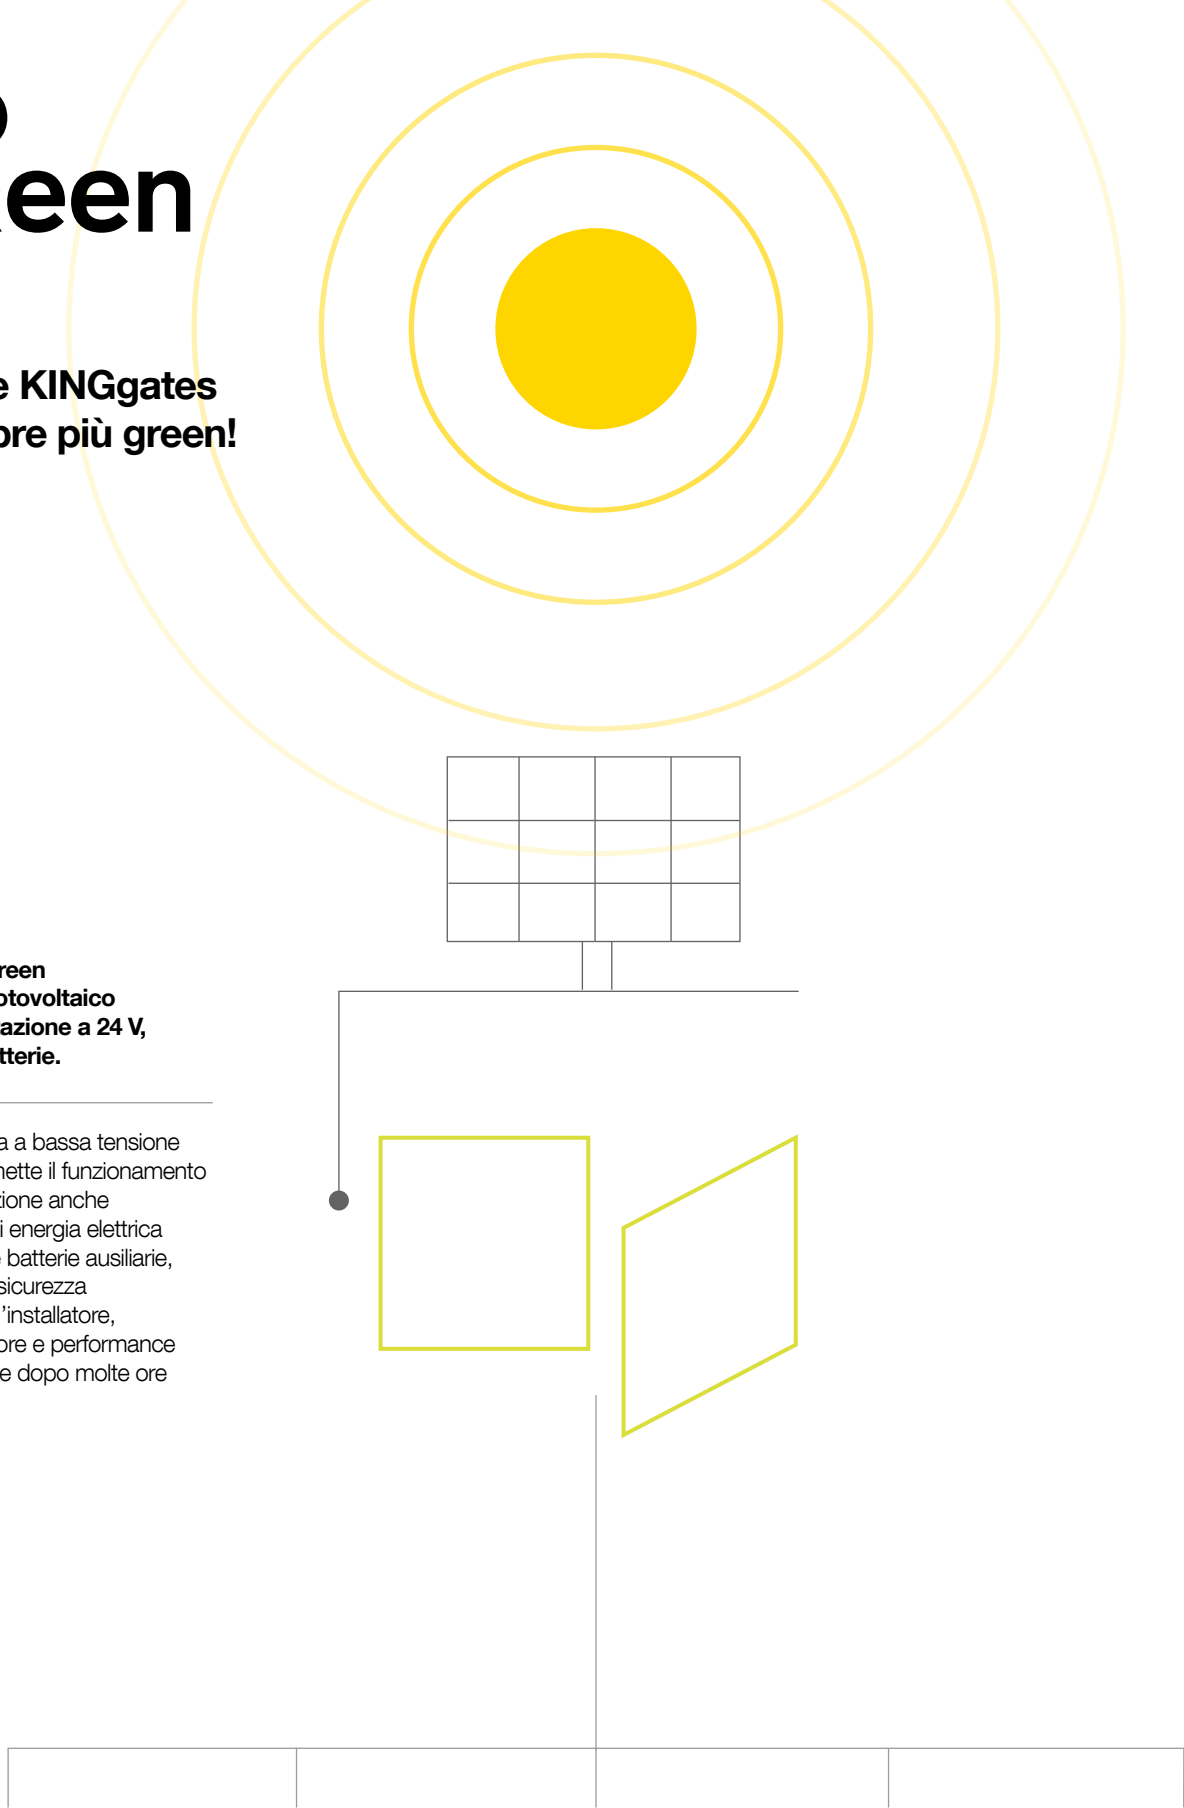 een
e KINGgates
ore più green!
reen
otovoltaico
azione a 24 V,
tterie.
a a bassa tensione
nette il funzionamento
zione anche
i energia elettrica
e batterie ausiliarie,
sicurezza
l'installatore,
ore e performance
e dopo molte ore